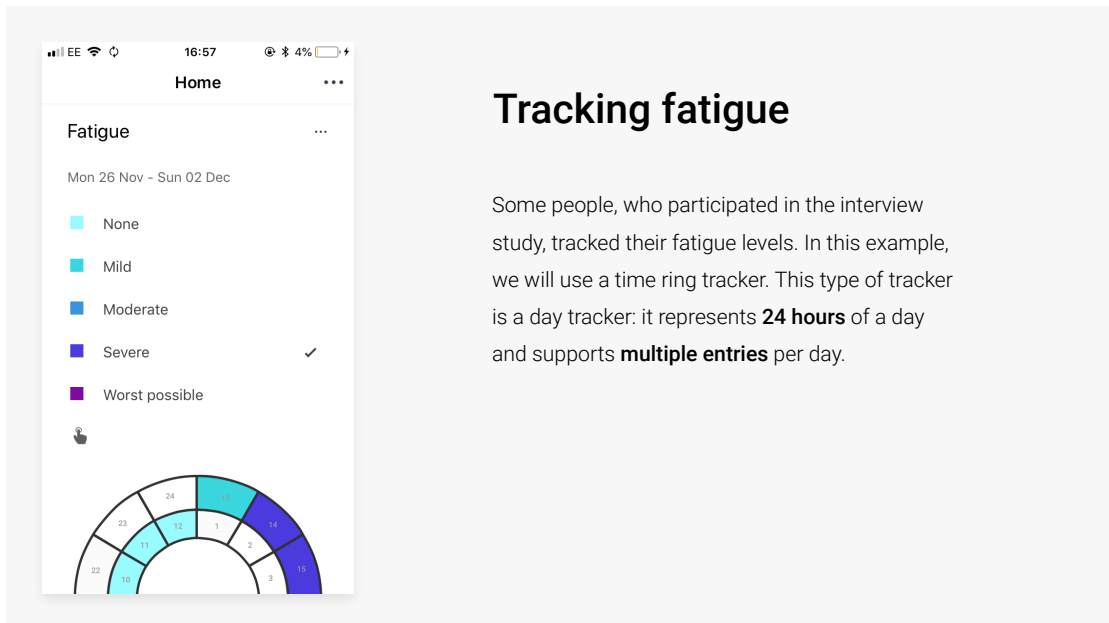 EE 16:57 4%
Home
Fatigue
Mon 26 Nov - Sun 02 Dec
None
Mild
Moderate
Severe
Worst possible
24
23
12
1
14
11
2
22
10
3
15
Tracking fatigue
Some people, who participated in the interview
study, tracked their fatigue levels. In this example,
we will use a time ring tracker. This type of tracker
is a day tracker: it represents 24 hours of a day
and supports multiple entries per day.